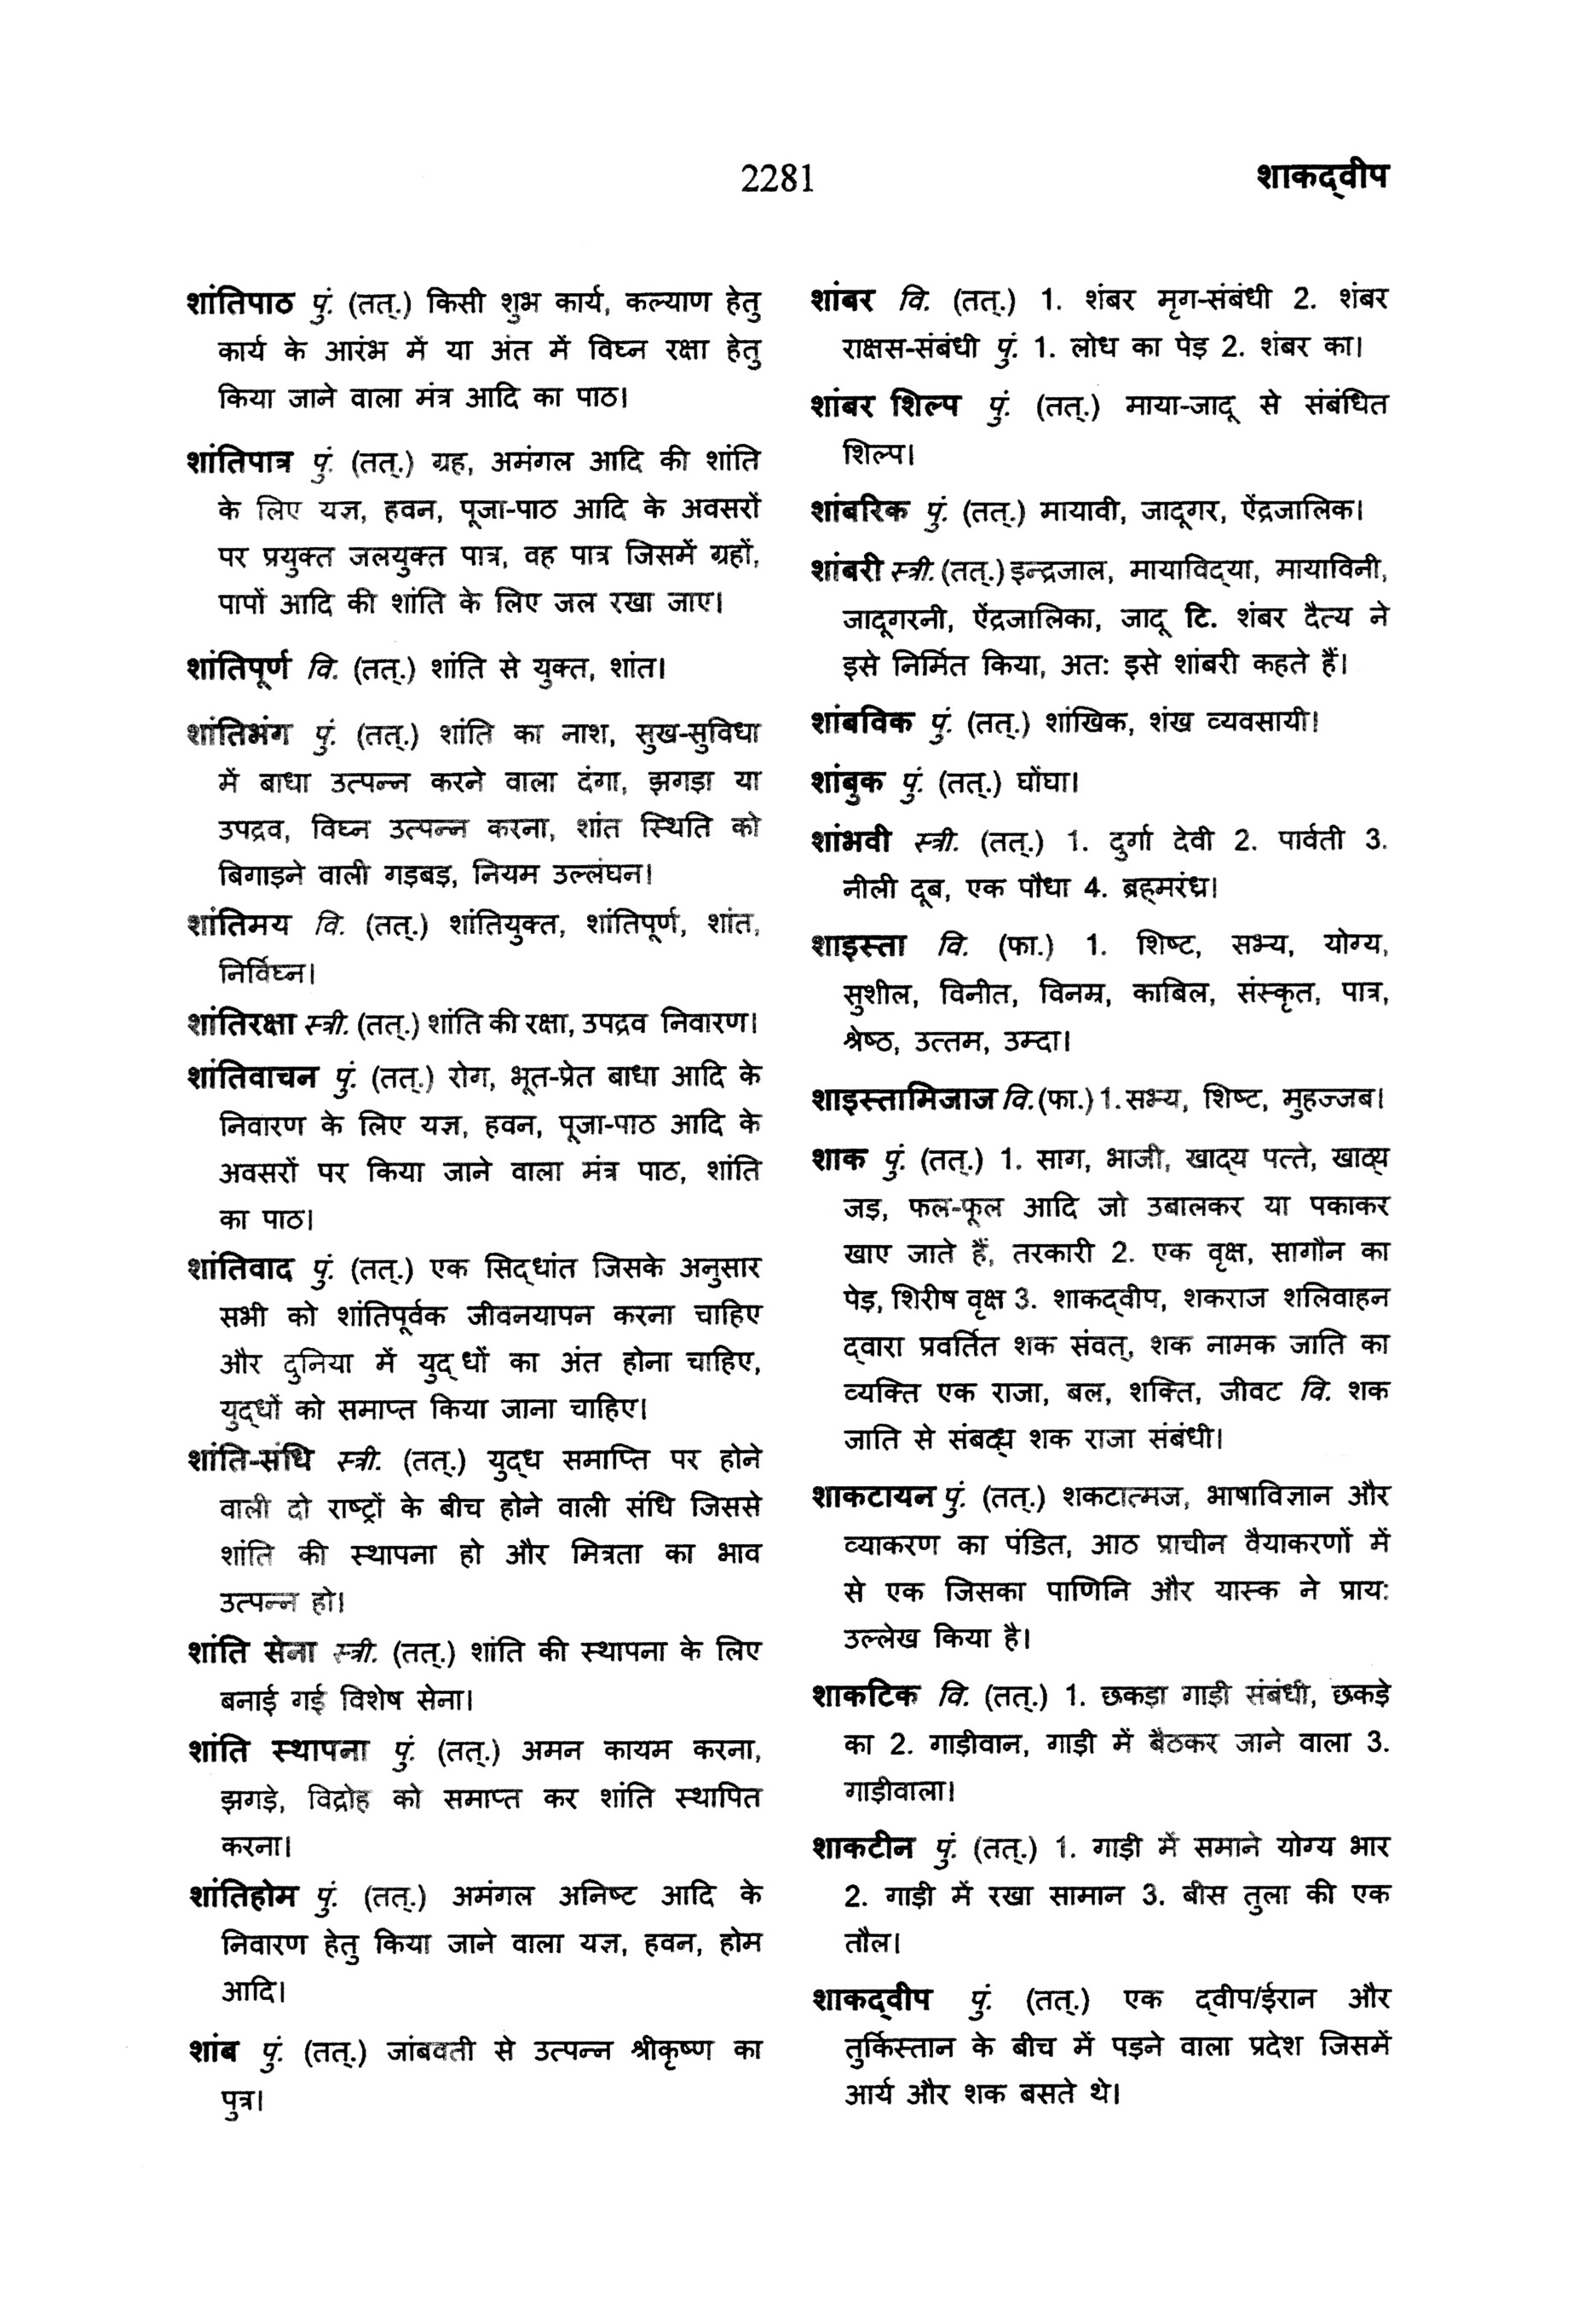 2281
शाकद्‌वीप
शांतिपाठ पुं. (तत्.) किसी शुभ कार्य, कल्याण हेतु
कार्य के आरंभ में या अंत में विघ्न रक्षा हेतु
किया जाने वाला मंत्र आदि का पाठ।
शांतिपात्र पुं. (तत्.) ग्रह, अमंगल आदि की शांति
के लिए यज्ञ, हवन, पूजा-पाठ आदि के अवसरों
पर प्रयुक्त जलयुक्त पात्र, वह पात्र जिसमें ग्रहों,
पापों आदि की शांति के लिए जल रखा जाए।
शांतिपूर्ण वि. (तत्.) शांति से युक्त, शांत।
शांतिभंग पुं. (तत्.) शांति का नाश, सुख-सुविधा
में बाधा उत्पन्न करने वाला दंगा, झगड़ा या
उपद्रव, विघ्न उत्पन्न करना, शांत स्थिति को
बिगाड़ने वाली गड़बड़, नियम उल्लंघन।
शांतिमय वि. (तत्.) शांतियुक्त, शांतिपूर्ण, शांत,
निर्विघ्न।
शांतिरक्षा स्त्री. (तत्.) शांति की रक्षा, उपद्रव निवारण।
शांतिवाचन पुं. (तत्.) रोग, भूत-प्रेत बाधा आदि के
निवारण के लिए यज्ञ, हवन, पूजा-पाठ आदि के
अवसरों पर किया जाने वाला मंत्र पाठ, शांति
का पाठ।
शांतिवाद पुं. (तत्.) एक सिद्‌धांत जिसके अनुसार
सभी को शांतिपूर्वक जीवनयापन करना चाहिए
और दुनिया में युद्‌धों का अंत होना चाहिए,
युद्‌धों को समाप्त किया जाना चाहिए।
शांति-संधि स्त्री. (तत्.) युद्‌ध समाप्ति पर होने
वाली दो राष्ट्रों के बीच होने वाली संधि जिससे
शांति की स्थापना हो और मित्रता का भाव
उत्पन्न हो।
शांति सेना स्त्री. (तत्.) शांति की स्थापना के लिए
बनाई गई विशेष सेना।
शांति स्थापना पुं. (तत्.) अमन कायम करना,
झगड़े, विद्रोह को समाप्त कर शांति स्थापित
करना।
शांतिहोम पुं. (तत्.) अमंगल अनिष्ट आदि के
निवारण हेतु किया जाने वाला यज्ञ, हवन, होम
आदि।
शांब पुं. (तत्.) जांबवती से उत्पन्न श्रीकृष्ण का
पुत्र।
शांबर वि. (तत्.) 1. शंबर मृग-संबंधी 2. शंबर
राक्षस-संबंधी पुं. 1. लोध का पेड़ 2. शंबर का।
शांबर शिल्प पुं. (तत्.) माया-जादू से संबंधित
शिल्प।
शांबरिक पुं. (तत्.) मायावी, जादूगर, ऐंद्रजालिक।
शांबरी स्त्री. (तत्.) इन्द्रजाल, मायाविद्‌या, मायाविनी,
जादूगरनी, ऐंद्रजालिका, जादू टि. शंबर दैत्य ने
इसे निर्मित किया, अत: इसे शांबरी कहते हैं।
शांबविक पुं. (तत्.) शांखिक, शंख व्यवसायी।
शांबुक पुं. (तत्.) घोंघा।
शांभवी स्त्री. (तत्.) 1. दुर्गा देवी 2. पार्वती 3.
नीली दूब, एक पौधा 4. ब्रह्‌मरंध्र।
शाइस्ता वि. (फा.) 1. शिष्ट, सभ्य, योग्य,
सुशील, विनीत, विनम्र, काबिल, संस्कृत, पात्र,
श्रेष्ठ, उत्तम, उम्दा।
शाइस्तामिजाज वि. (फा.) 1. सभ्य, शिष्ट, मुहज्जब।
शाक पुं. (तत्.) 1. साग, भाजी, खाद्‌य पत्ते, खाद्‌य
जड़, फल-फूल आदि जो उबालकर या पकाकर
खाए जाते हैं, तरकारी 2. एक वृक्ष, सागौन का
पेड़, शिरीष वृक्ष 3. शाकद्‌वीप, शकराज शलिवाहन
द्‌वारा प्रवर्तित शक संवत्, शक नामक जाति का
व्यक्ति एक राजा, बल, शक्ति, जीवट वि. शक
जाति से संबद्‌ध शक राजा संबंधी।
शाकटायन पुं. (तत्.) शकटात्मज, भाषाविज्ञान और
व्याकरण का पंडित, आठ प्राचीन वैयाकरणों में
से एक जिसका पाणिनि और यास्क ने प्राय:
उल्लेख किया है।
शाकटिक वि. (तत्.) 1. छकड़ा गाड़ी संबंधी, छकड़े
का 2. गाड़ीवान, गाड़ी में बैठकर जाने वाला 3.
गाड़ीवाला।
शाकटीन पुं. (तत्.) 1. गाड़ी में समाने योग्य भार
2. गाड़ी में रखा सामान 3. बीस तुला की एक
तौल।
शाकद्‌वीप पुं. (तत्.) एक द्‌वीप/ईरान और
तुर्किस्तान के बीच में पड़ने वाला प्रदेश जिसमें
आर्य और शक बसते थे।